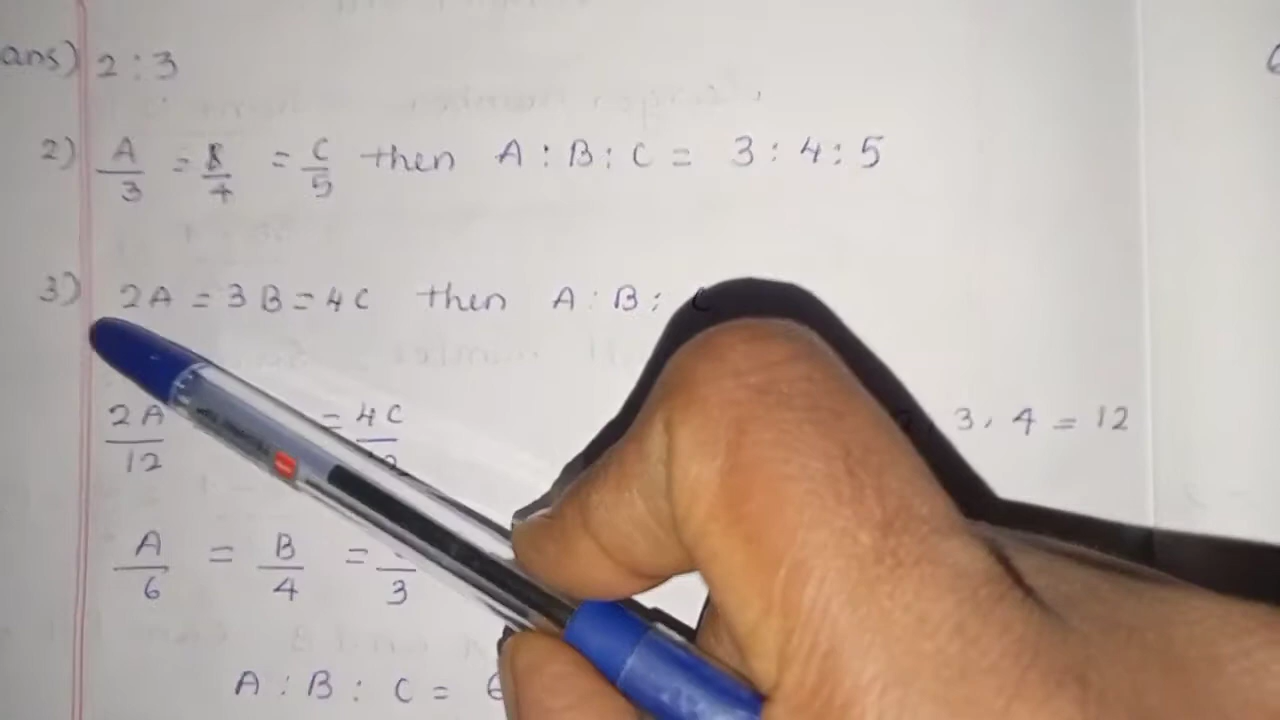 ans) 2 : 3
2) A/3 = B/4 = C/5 then A : B : C = 3 : 4 : 5
3) 2A = 3B = 4C then A : B : C
2A/12 = 4C/ 3, 4 = 12
A/6 = B/4 = /3
A : B : C = 6